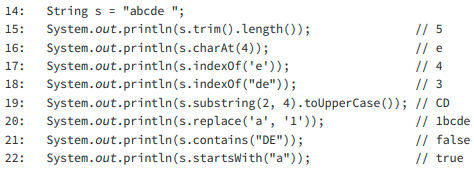 14: String s = "abcde ";
15: System.out.println(s.trim().length()); // 5
16: System.out.println(s.charAt(4)); // e
17: System.out.println(s.indexOf('e')); // 4
18: System.out.println(s.indexOf("de")); // 3
19: System.out.println(s.substring(2, 4).toUpperCase()); // CD
20: System.out.println(s.replace('a', '1')); // 1bcde
21: System.out.println(s.contains("DE")); // false
22: System.out.println(s.startsWith("a")); // true